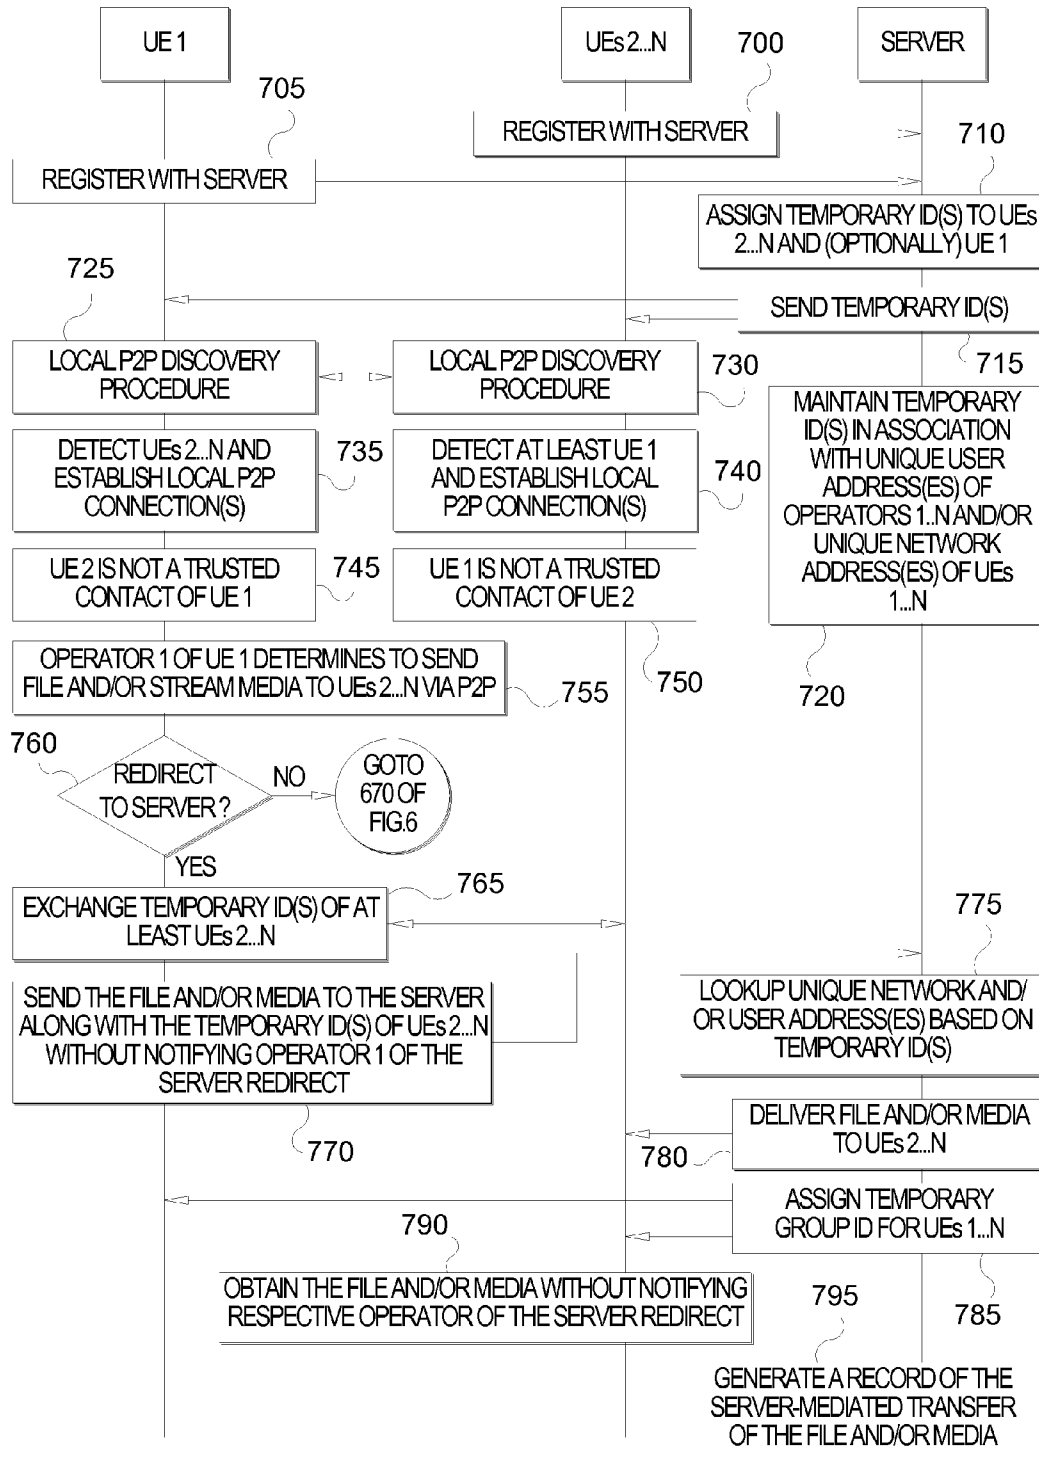 UE 1
UEs 2...N
SERVER
700
705
REGISTER WITH SERVER
710
REGISTER WITH SERVER
ASSIGN TEMPORARY ID(S) TO UEs
2...N AND (OPTIONALLY) UE 1
725
SEND TEMPORARY ID(S)
715
LOCAL P2P DISCOVERY
PROCEDURE
LOCAL P2P DISCOVERY
PROCEDURE
730
MAINTAIN TEMPORARY
ID(S) IN ASSOCIATION
WITH UNIQUE USER
ADDRESS(ES) OF
OPERATORS 1..N AND/OR
UNIQUE NETWORK
ADDRESS(ES) OF UEs
1...N
720
DETECT UEs 2...N AND
ESTABLISH LOCAL P2P
CONNECTION(S)
735
DETECT AT LEAST UE 1
AND ESTABLISH LOCAL
P2P CONNECTION(S)
740
UE 2 IS NOT A TRUSTED
CONTACT OF UE 1
745
UE 1 IS NOT A TRUSTED
CONTACT OF UE 2
750
OPERATOR 1 OF UE 1 DETERMINES TO SEND
FILE AND/OR STREAM MEDIA TO UEs 2...N VIA P2P
755
760
REDIRECT
TO SERVER?
NO
GOTO
670 OF
FIG.6
YES
765
EXCHANGE TEMPORARY ID(S) OF AT
LEAST UEs 2...N
775
SEND THE FILE AND/OR MEDIA TO THE SERVER
ALONG WITH THE TEMPORARY ID(S) OF UEs 2...N
WITHOUT NOTIFYING OPERATOR 1 OF THE
SERVER REDIRECT
770
LOOKUP UNIQUE NETWORK AND/
OR USER ADDRESS(ES) BASED ON
TEMPORARY ID(S)
DELIVER FILE AND/OR MEDIA
TO UEs 2...N
780
ASSIGN TEMPORARY
GROUP ID FOR UEs 1...N
785
790
OBTAIN THE FILE AND/OR MEDIA WITHOUT NOTIFYING
RESPECTIVE OPERATOR OF THE SERVER REDIRECT
795
GENERATE A RECORD OF THE
SERVER-MEDIATED TRANSFER
OF THE FILE AND/OR MEDIA